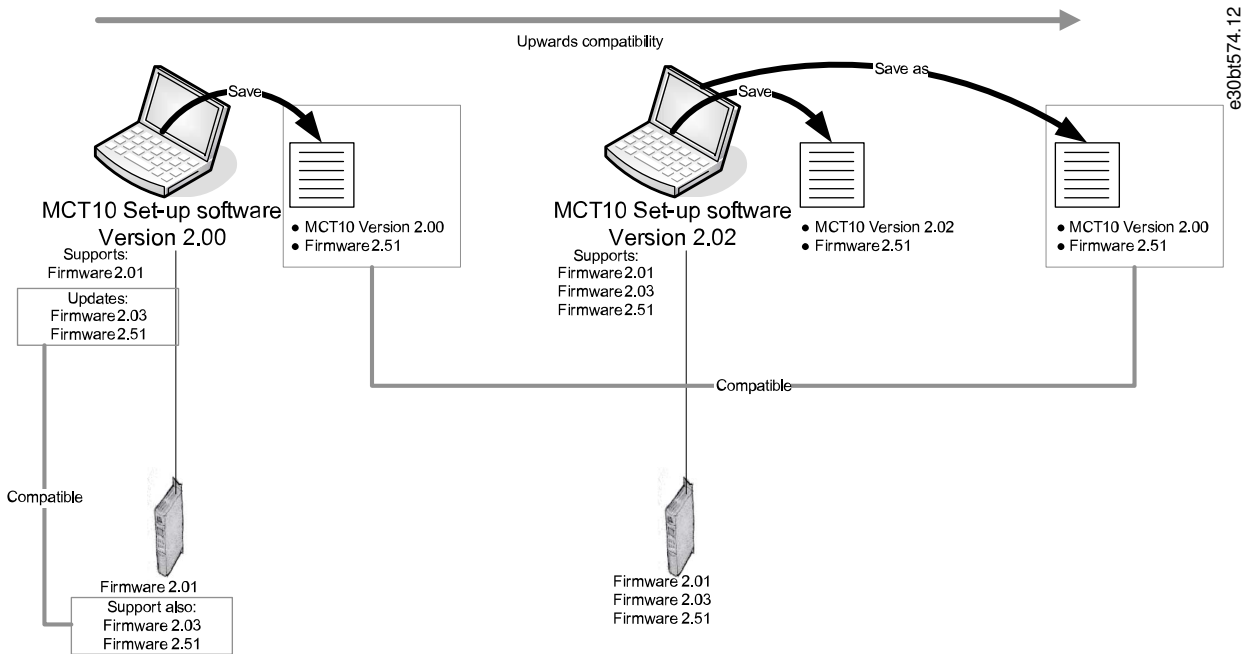 Upwards compatibility
e30bt574.12
Save
Save
Save as
MCT10 Set-up software
Version 2.00
Supports:
Firmware 2.01
Updates:
Firmware 2.03
Firmware 2.51
• MCT10 Version 2.00
• Firmware 2.51
MCT10 Set-up software
Version 2.02
Supports:
Firmware 2.01
Firmware 2.03
Firmware 2.51
• MCT10 Version 2.02
• Firmware 2.51
• MCT10 Version 2.00
• Firmware 2.51
Compatible
Compatible
Firmware 2.01
Support also:
Firmware 2.03
Firmware 2.51
Firmware 2.01
Firmware 2.03
Firmware 2.51